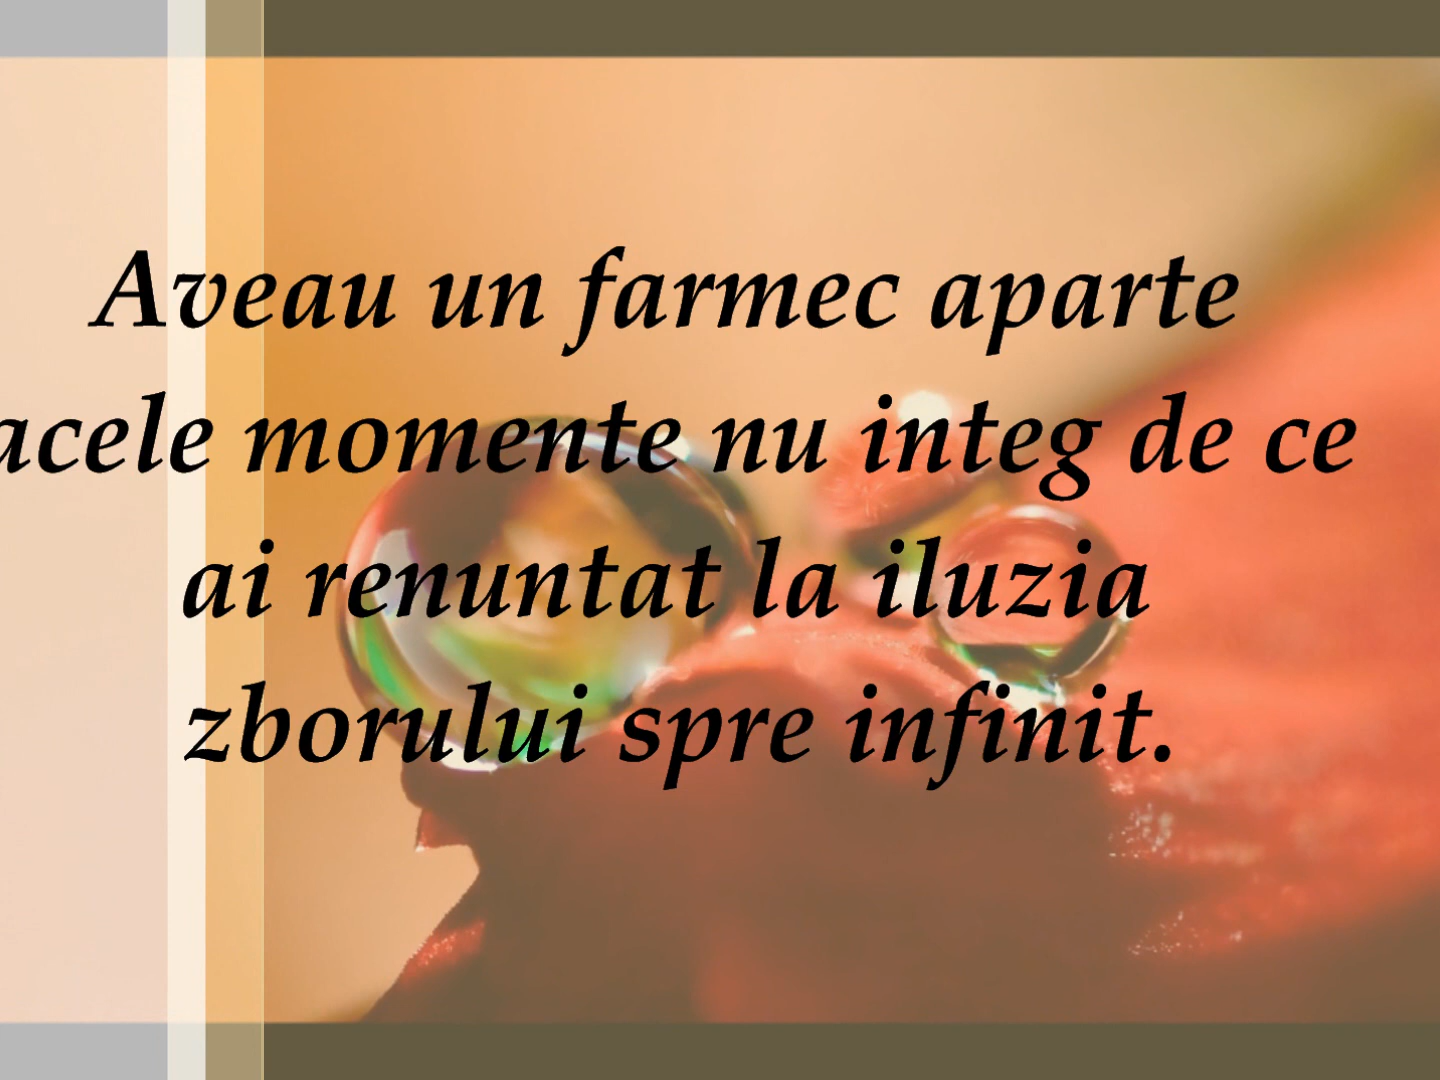 Aveau un farmec aparte
acele momente nu integ de ce
ai renuntat la iluzia
zborului spre infinit.